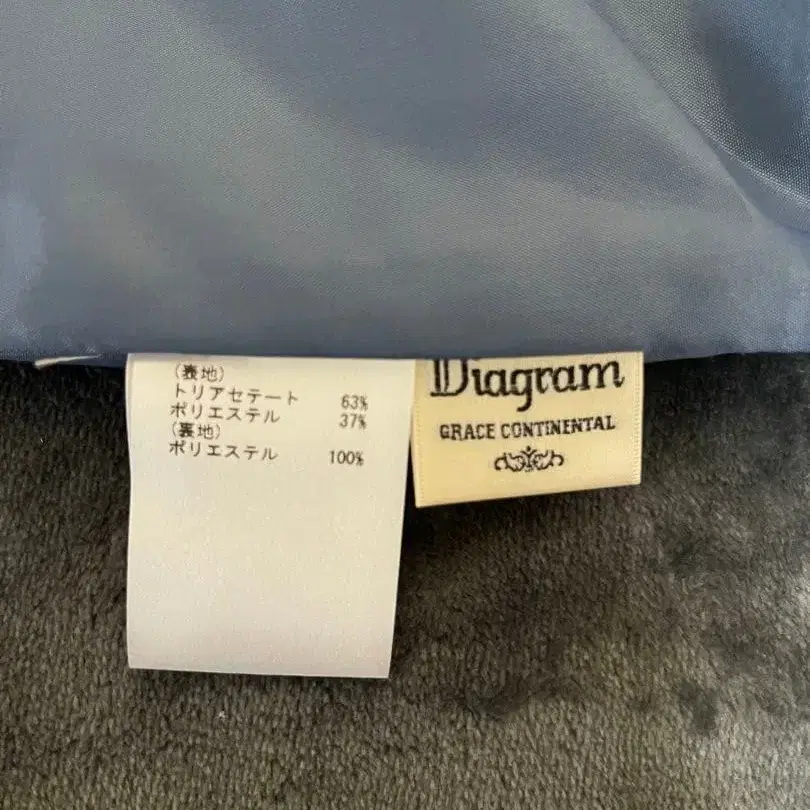 (表地)
トリアセテート 63%
ポリエステル 37%
(裏地)
ポリエステル 100%
Diagram
GRACE CONTINENTAL